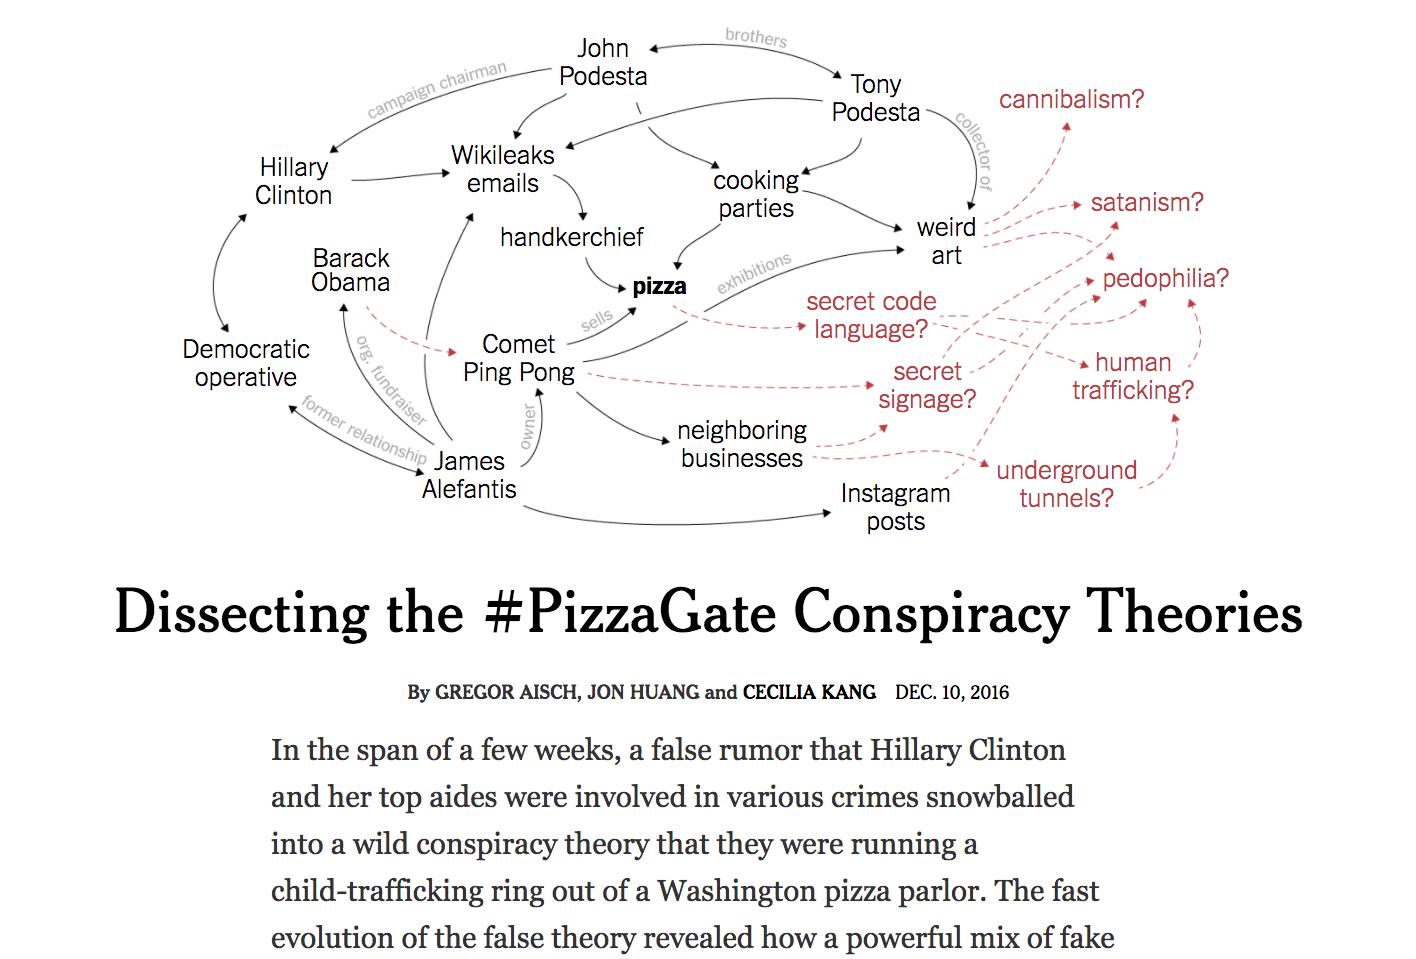 brothers
John
Podesta
campaign chairman
Tony
Podesta
cannibalism?
collector of
Hillary
Clinton
Wikileaks
emails
cooking
parties
satanism?
weird
art
handkerchief
Barack
Obama
pizza
exhibitions
pedophilia?
secret code
language?
sells
Democratic
operative
org. fundraiser
Comet
Ping Pong
secret
signage?
human
trafficking?
former relationship
owner
neighboring
businesses
James
Alefantis
underground
tunnels?
Instagram
posts
Dissecting the #PizzaGate Conspiracy Theories
By GREGOR AISCH, JON HUANG and CECILIA KANG DEC. 10, 2016
In the span of a few weeks, a false rumor that Hillary Clinton
and her top aides were involved in various crimes snowballed
into a wild conspiracy theory that they were running a
child-trafficking ring out of a Washington pizza parlor. The fast
evolution of the false theory revealed how a powerful mix of fake